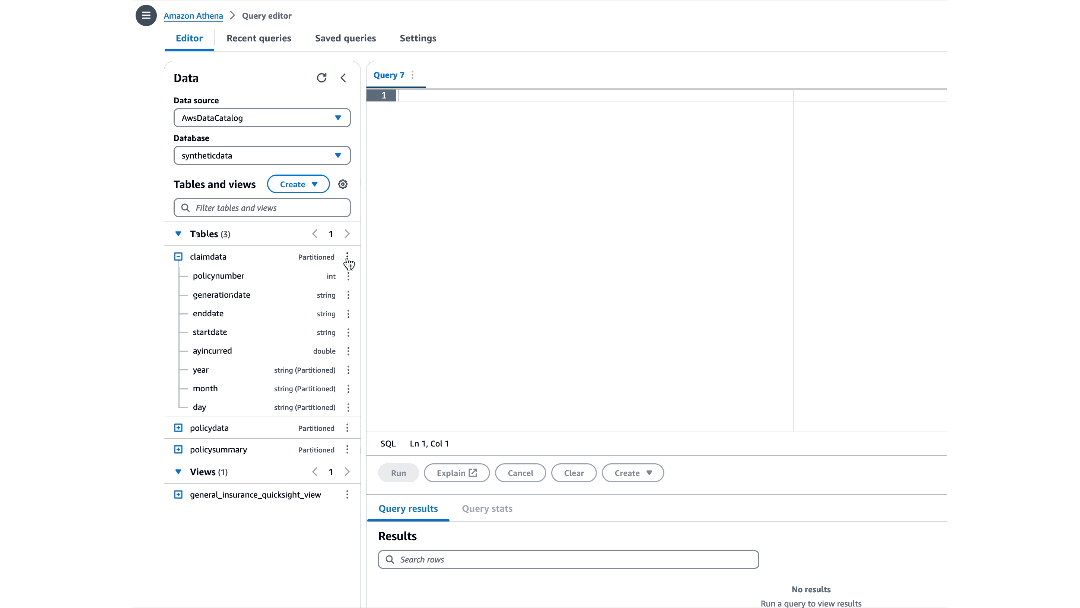 Amazon Athena > Query editor
Editor Recent queries Saved queries Settings
Data
Data source
AwsDataCatalog
Database
syntheticdata
Tables and views Create
Filter tables and views
Tables (3) < 1 >
claimdata Partitioned
policynumber int
generationdate string
enddate string
startdate string
ayincurred double
year string (Partitioned)
month string (Partitioned)
day string (Partitioned)
policydata Partitioned
policysummary Partitioned
Views (1) < 1 >
general_insurance_quicksight_view
Query 7
1
SQL Ln 1, Col 1
Run Explain Cancel Clear Create
Query results Query stats
Results
Search rows
No results
Run a query to view results